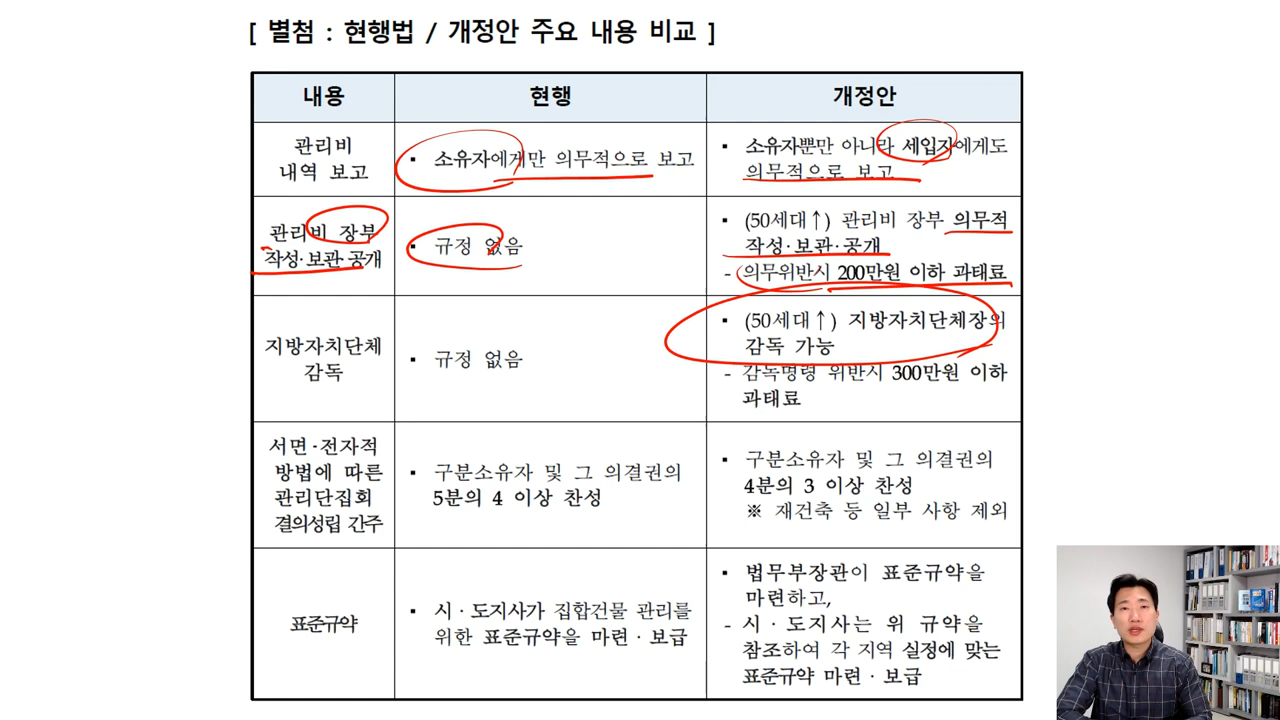 [ 별첨 : 현행법 / 개정안 주요 내용 비교 ]
내용
현행
개정안
관리비
내역 보고
▪ 소유자에게만 의무적으로 보고
▪ 소유자뿐만 아니라 세입자에게도
의무적으로 보고
관리비 장부
작성·보관·공개
▪ 규정 없음
▪ (50세대↑) 관리비 장부 의무적
작성·보관·공개
- 의무위반시 200만원 이하 과태료
지방자치단체
감독
▪ 규정 없음
▪ (50세대↑) 지방자치단체장의
감독 가능
- 감독명령 위반시 300만원 이하
과태료
서면·전자적
방법에 따른
관리단집회
결의성립 간주
▪ 구분소유자 및 그 의결권의
5분의 4 이상 찬성
▪ 구분소유자 및 그 의결권의
4분의 3 이상 찬성
※ 재건축 등 일부 사항 제외
표준규약
▪ 시·도지사가 집합건물 관리를
위한 표준규약을 마련·보급
▪ 법무부장관이 표준규약을
마련하고,
- 시·도지사는 위 규약을
참조하여 각 지역 실정에 맞는
표준규약 마련·보급